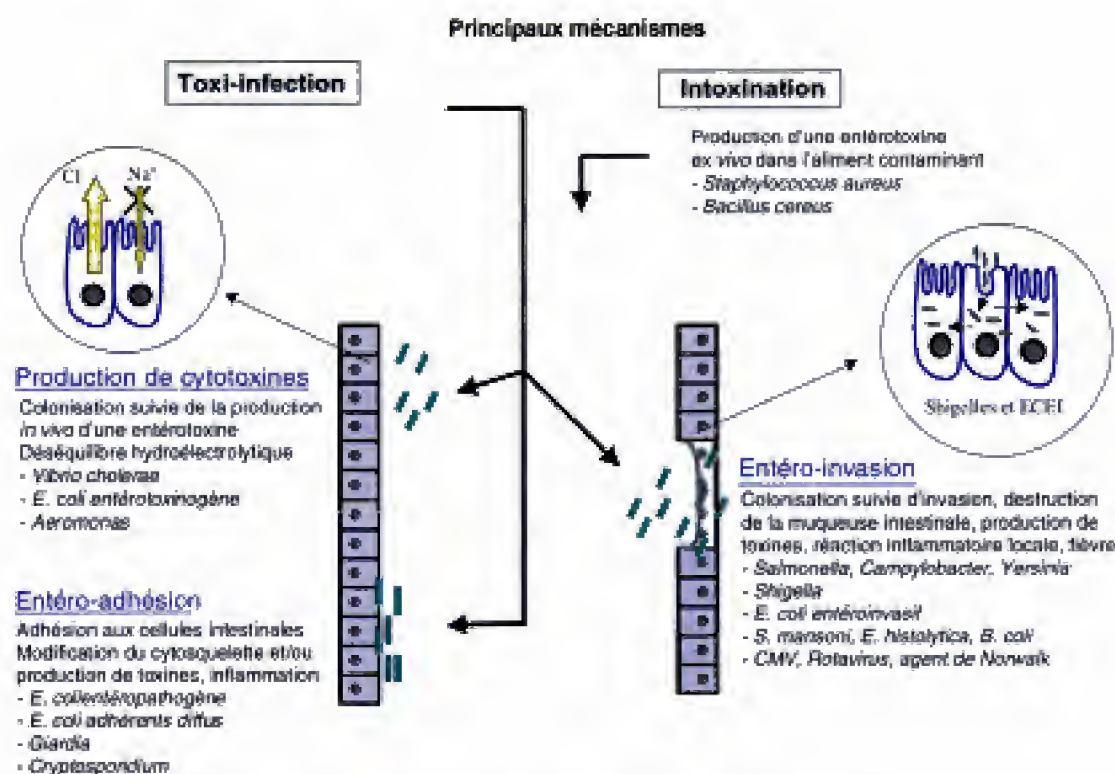 Principaux mécanismes
Toxi-infection
Intoxination
Production d'une entérotoxine
ex vivo dans l'aliment contaminant
- Staphylococcus aureus
- Bacillus cereus
Cl
Na+
Production de cytotoxines
Colonisation suivie de la production
in vivo d'une entérotoxine
Déséquilibre hydroélectrolytique
- Vibrio cholerae
- E. coli entérotoxinogène
- Aeromonas
Shigelles et ECEI
Entéro-invasion
Colonisation suivie d'invasion, destruction
de la muqueuse intestinale, production de
toxines, réaction inflammatoire locale, fièvre
- Salmonella, Campylobacter, Yersinia
- Shigella
- E. coli entéroinvasif
- S. mansoni, E. histolytica, B. coli
- CMV, Rotavirus, agent de Norwalk
Entéro-adhésion
Adhésion aux cellules intestinales
Modification du cytosquelette et/ou
production de toxines, inflammation
- E. colientéropathogène
- E. coli adhérents diffus
- Giardia
- Cryptosporidium